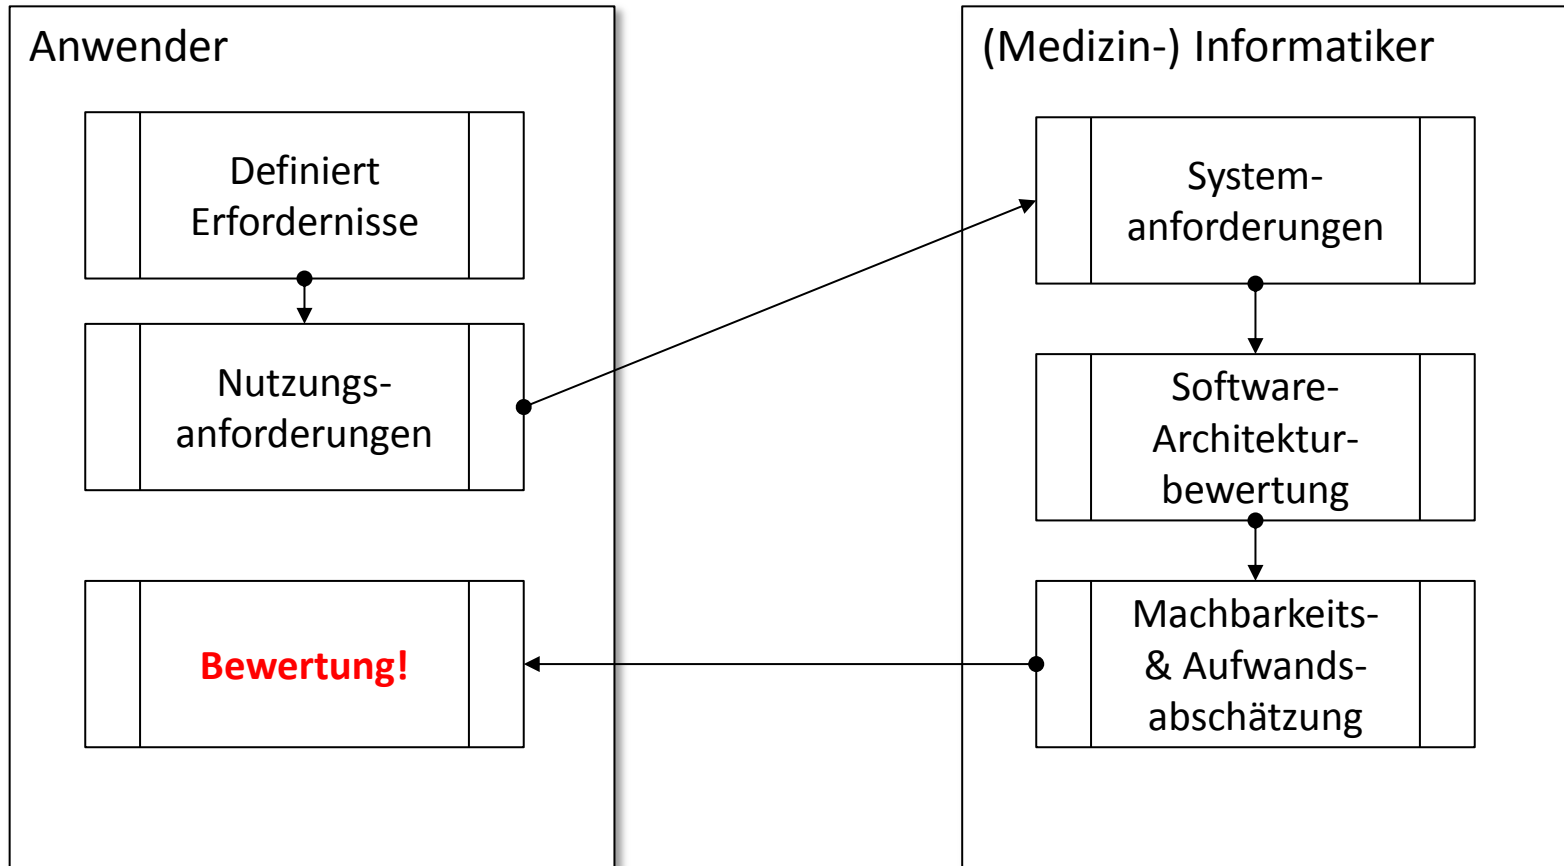 Anwender
Definiert
Erfordernisse
Nutzungs-
anforderungen
Bewertung!
(Medizin-) Informatiker
System-
anforderungen
Software-
Architektur-
bewertung
Machbarkeits-
& Aufwands-
abschätzung